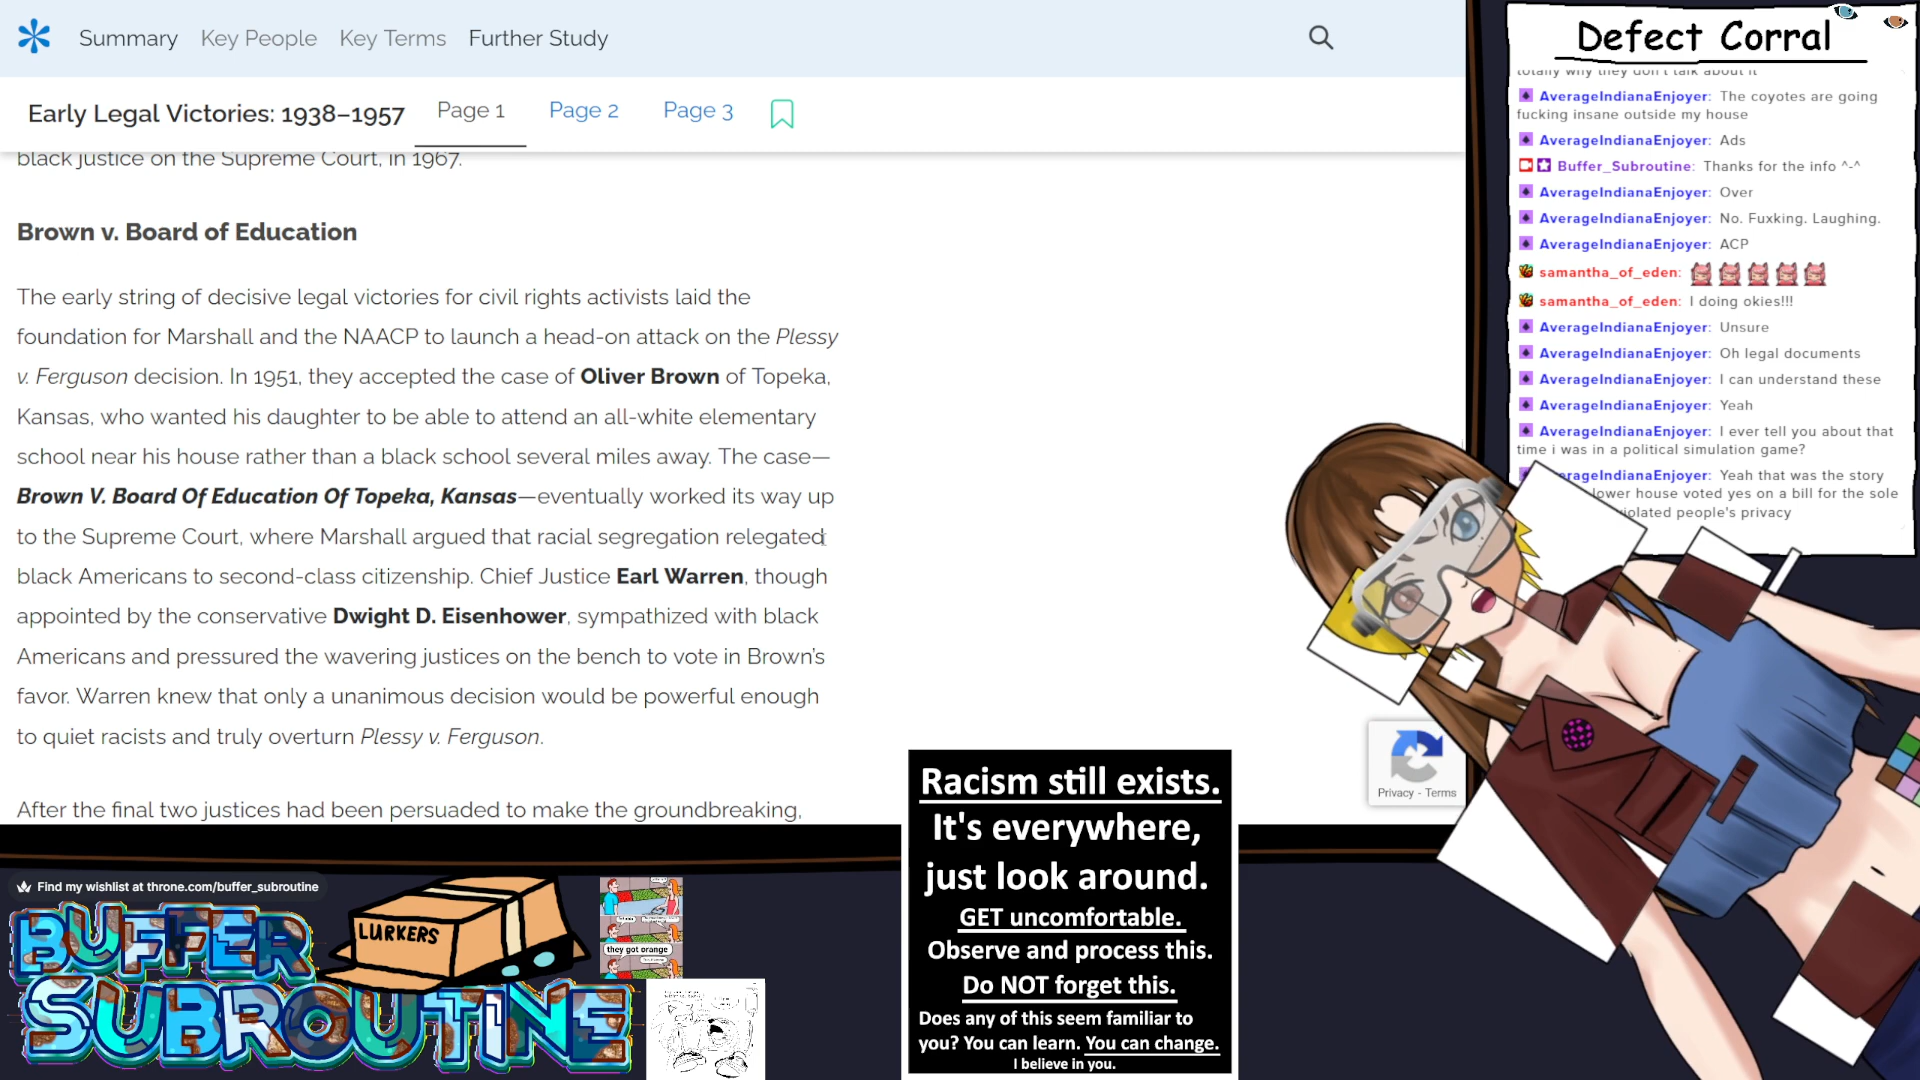 Summary Key People Key Terms Further Study
Early Legal Victories: 1938–1957 Page 1 Page 2 Page 3
black justice on the Supreme Court, in 1967.
Brown v. Board of Education
The early string of decisive legal victories for civil rights activists laid the
foundation for Marshall and the NAACP to launch a head-on attack on the Plessy
v. Ferguson decision. In 1951, they accepted the case of Oliver Brown of Topeka,
Kansas, who wanted his daughter to be able to attend an all-white elementary
school near his house rather than a black school several miles away. The case—
Brown V. Board Of Education Of Topeka, Kansas—eventually worked its way up
to the Supreme Court, where Marshall argued that racial segregation relegated
black Americans to second-class citizenship. Chief Justice Earl Warren, though
appointed by the conservative Dwight D. Eisenhower, sympathized with black
Americans and pressured the wavering justices on the bench to vote in Brown's
favor. Warren knew that only a unanimous decision would be powerful enough
to quiet racists and truly overturn Plessy v. Ferguson.
After the final two justices had been persuaded to make the groundbreaking,
Privacy - Terms
Defect Corral
totally why they don't talk about it
AverageIndianaEnjoyer: The coyotes are going
fucking insane outside my house
AverageIndianaEnjoyer: Ads
Buffer_Subroutine: Thanks for the info ^-^
AverageIndianaEnjoyer: Over
AverageIndianaEnjoyer: No. Fuxking. Laughing.
AverageIndianaEnjoyer: ACP
samantha_of_eden:
samantha_of_eden: I doing okies!!!
AverageIndianaEnjoyer: Unsure
AverageIndianaEnjoyer: Oh legal documents
AverageIndianaEnjoyer: I can understand these
AverageIndianaEnjoyer: Yeah
AverageIndianaEnjoyer: I ever tell you about that
time i was in a political simulation game?
erageIndianaEnjoyer: Yeah that was the story
lower house voted yes on a bill for the sole
iolated people's privacy
Find my wishlist at throne.com/buffer_subroutine
BUFFER
SUBROUTINE
LURKERS
they got orange
Racism still exists.
It's everywhere,
just look around.
GET uncomfortable.
Observe and process this.
Do NOT forget this.
Does any of this seem familiar to
you? You can learn. You can change.
I believe in you.